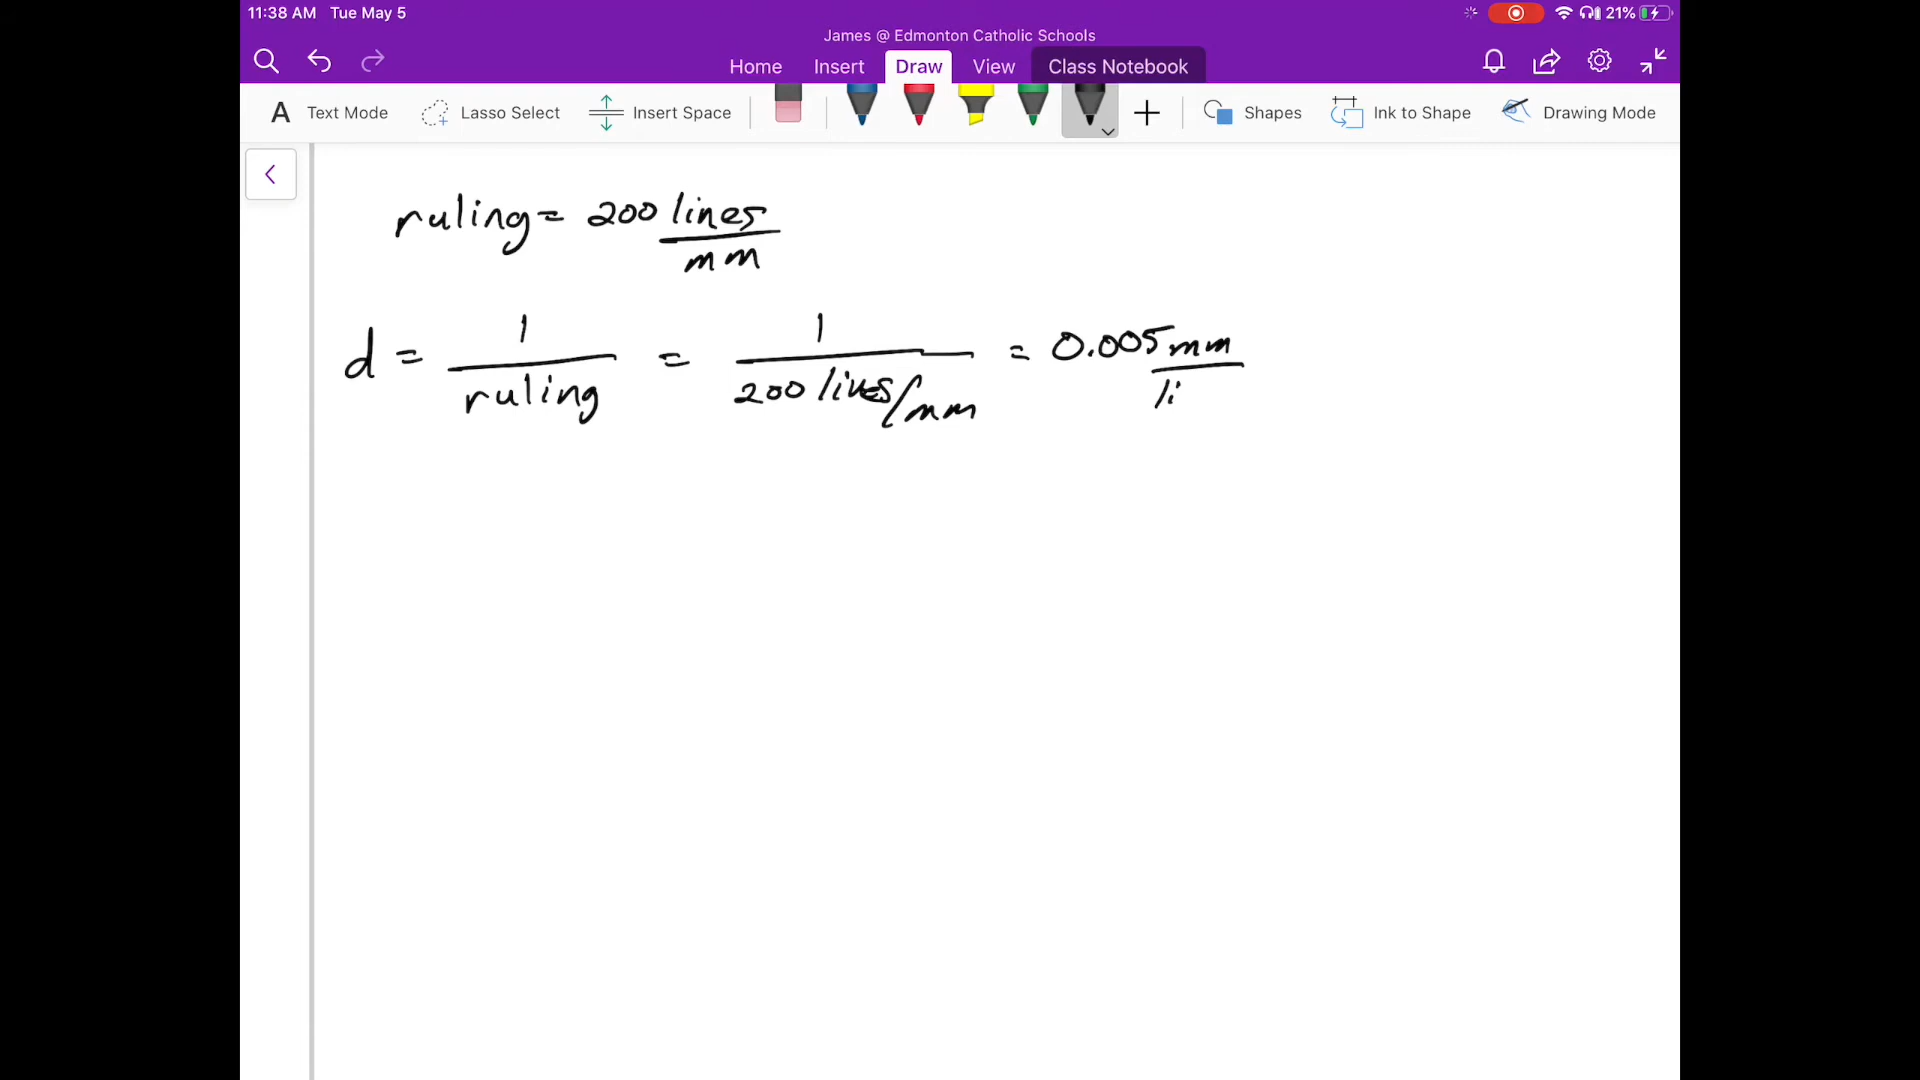 11:38 AM Tue May 5
21%
James @ Edmonton Catholic Schools
Home Insert Draw View Class Notebook
A Text Mode Lasso Select Insert Space Shapes Ink to Shape Drawing Mode
ruling = 200 lines/mm
d = 1/ruling = 1/200 lines/mm = 0.005 mm/li